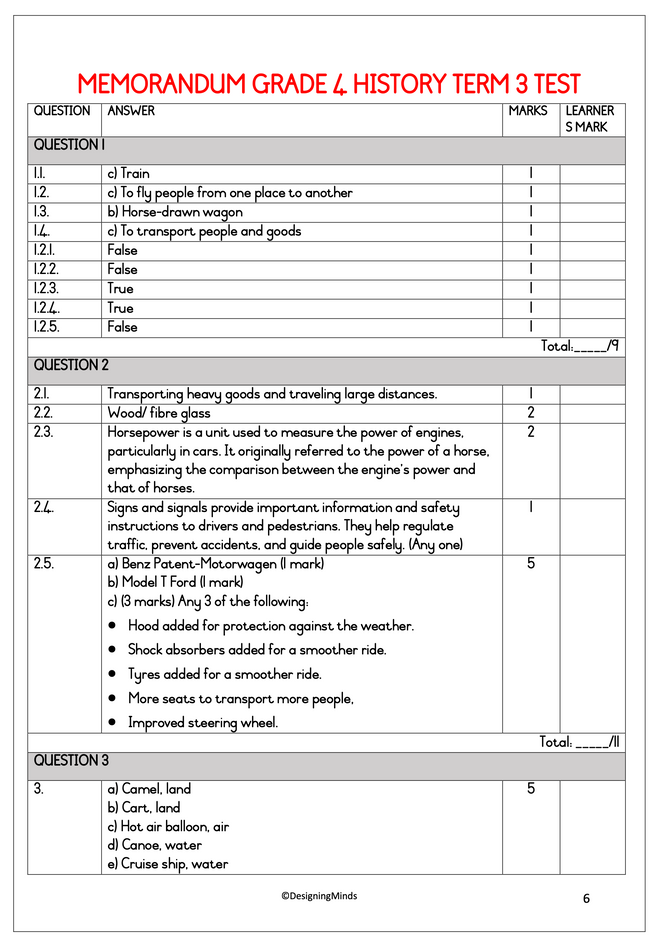 MEMORANDUM GRADE 4 HISTORY TERM 3 TEST
QUESTION ANSWER MARKS LEARNER
S MARK
QUESTION 1
1.1. c) Train 1
1.2. c) To fly people from one place to another 1
1.3. b) Horse-drawn wagon 1
1.4. c) To transport people and goods 1
1.2.1. False 1
1.2.2. False 1
1.2.3. True 1
1.2.4. True 1
1.2.5. False 1
Total:_____/9
QUESTION 2
2.1. Transporting heavy goods and traveling large distances. 1
2.2. Wood/ fibre glass 2
2.3. Horsepower is a unit used to measure the power of engines, 2
particularly in cars. It originally referred to the power of a horse,
emphasizing the comparison between the engine's power and
that of horses.
2.4. Signs and signals provide important information and safety 1
instructions to drivers and pedestrians. They help regulate
traffic, prevent accidents, and guide people safely. (Any one)
2.5. a) Benz Patent-Motorwagen (1 mark) 5
b) Model T Ford (1 mark)
c) (3 marks) Any 3 of the following:
• Hood added for protection against the weather.
• Shock absorbers added for a smoother ride.
• Tyres added for a smoother ride.
• More seats to transport more people,
• Improved steering wheel.
Total: _____/11
QUESTION 3
3. a) Camel, land 5
b) Cart, land
c) Hot air balloon, air
d) Canoe, water
e) Cruise ship, water
©DesigningMinds
6